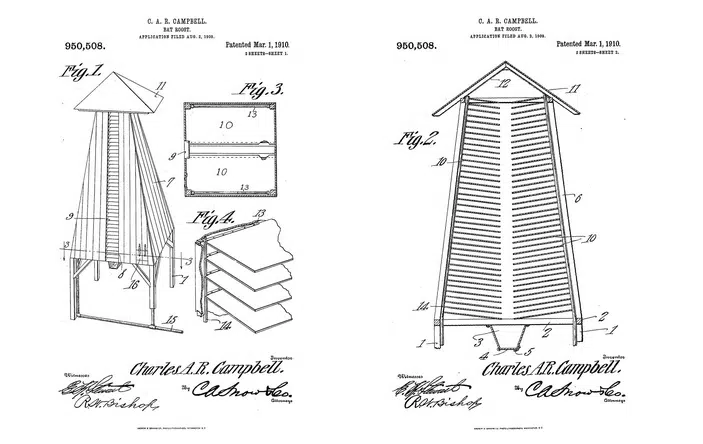 C. A. R. CAMPBELL.
BAT ROOST.
APPLICATION FILED AUG. 2, 1909.
950,508.
Patented Mar. 1, 1910.
2 SHEETS—SHEET 1.
Fig. 1.
11
7
9
3
3
8
16
1
15
Fig. 3.
13
10
9
10
13
Fig. 4.
13
14
Inventor
Charles A. R. Campbell.
Witnesses
R. H. Bishop,
By C. A. Snow & Co.
Attorneys
C. A. R. CAMPBELL.
BAT ROOST.
APPLICATION FILED AUG. 2, 1909.
950,508.
Patented Mar. 1, 1910.
2 SHEETS—SHEET 2.
Fig. 2.
12
11
10
6
10
14
2
2
3
1
1
4
5
Inventor
Charles A. R. Campbell.
Witnesses
R. H. Bishop,
By C. A. Snow & Co.
Attorneys